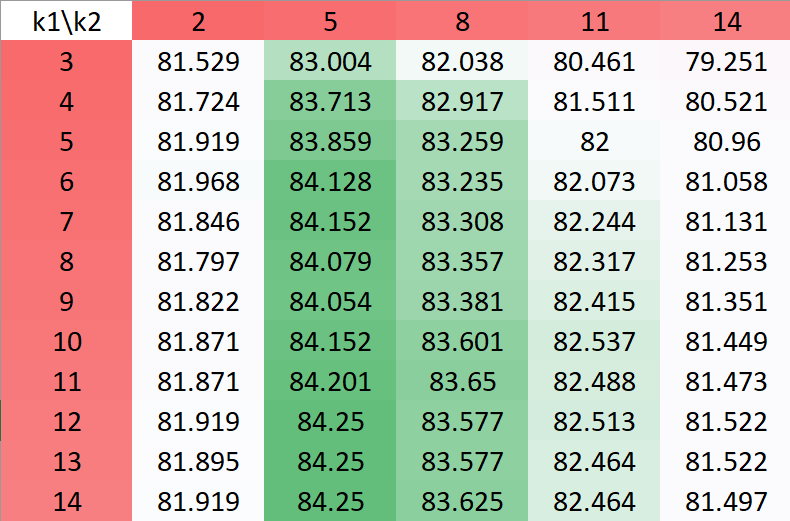 k1\k2 2 5 8 11 14
3 81.529 83.004 82.038 80.461 79.251
4 81.724 83.713 82.917 81.511 80.521
5 81.919 83.859 83.259 82 80.96
6 81.968 84.128 83.235 82.073 81.058
7 81.846 84.152 83.308 82.244 81.131
8 81.797 84.079 83.357 82.317 81.253
9 81.822 84.054 83.381 82.415 81.351
10 81.871 84.152 83.601 82.537 81.449
11 81.871 84.201 83.65 82.488 81.473
12 81.919 84.25 83.577 82.513 81.522
13 81.895 84.25 83.577 82.464 81.522
14 81.919 84.25 83.625 82.464 81.497